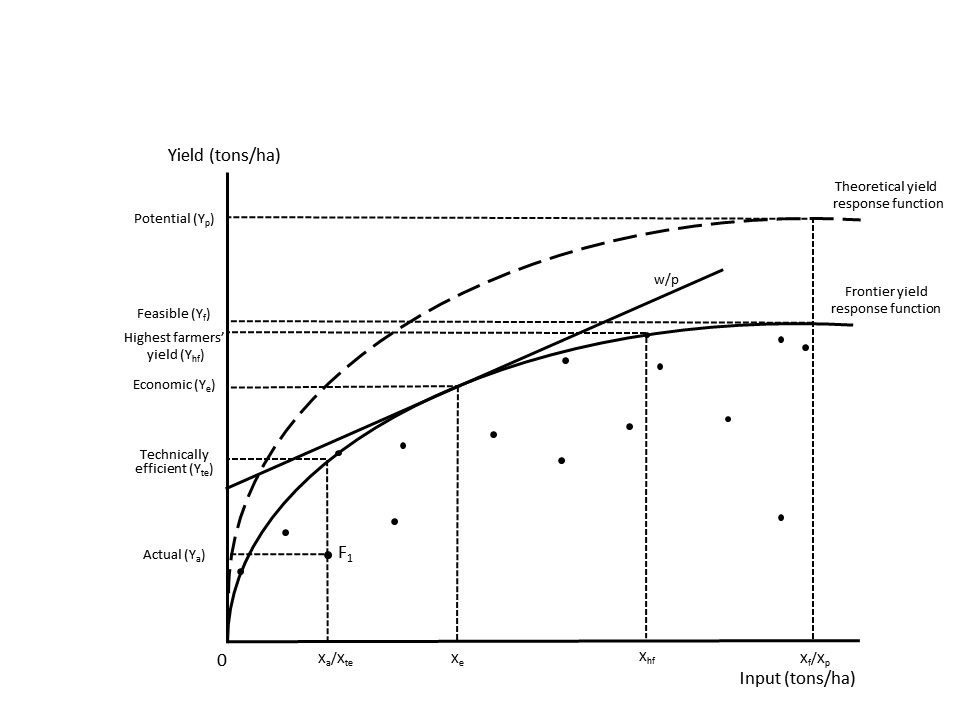 Yield (tons/ha)
Theoretical yield
response function
Potential (Yp)
w/p
Frontier yield
response function
Feasible (Yf)
Highest farmers'
yield (Yhf)
Economic (Ye)
Technically
efficient (Yte)
Actual (Ya)
F1
0
Xa/Xte
Xe
Xhf
Xf/Xp
Input (tons/ha)